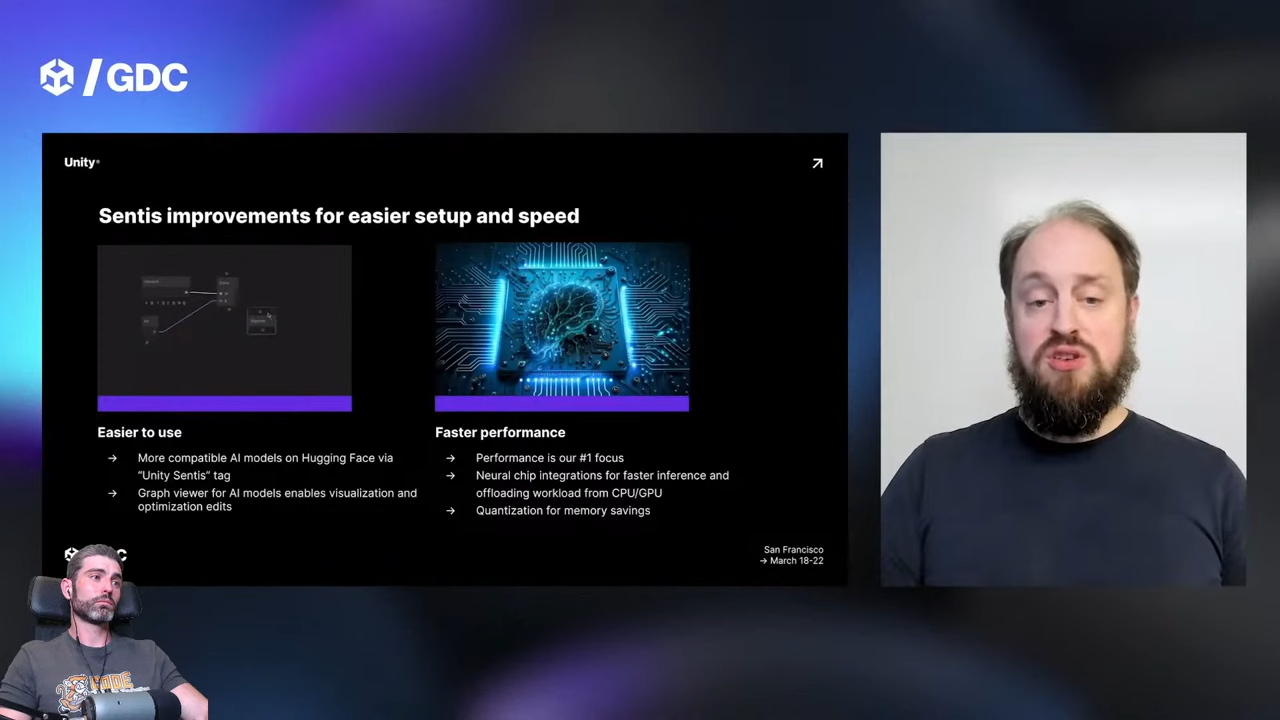 /GDC
Unity®
Sentis improvements for easier setup and speed
Easier to use
→ More compatible AI models on Hugging Face via
“Unity Sentis” tag
→ Graph viewer for AI models enables visualization and
optimization edits
Faster performance
→ Performance is our #1 focus
→ Neural chip integrations for faster inference and
offloading workload from CPU/GPU
→ Quantization for memory savings
San Francisco
→ March 18-22
CODE